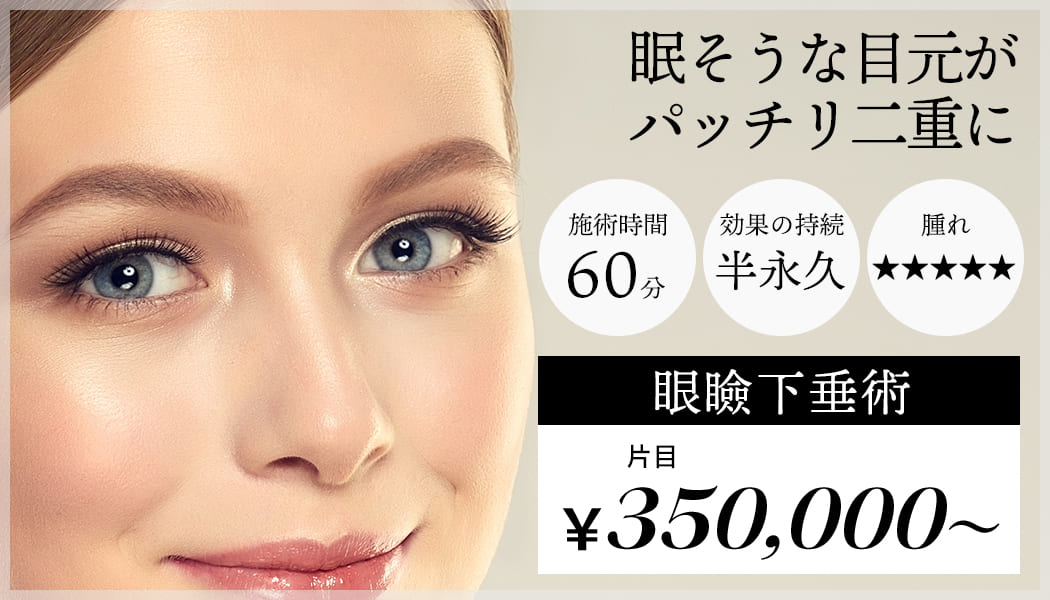 眠そうな目元が
パッチリ二重に
施術時間
60分
効果の持続
半永久
腫れ
★★★★★
眼瞼下垂術
片目
¥350,000~